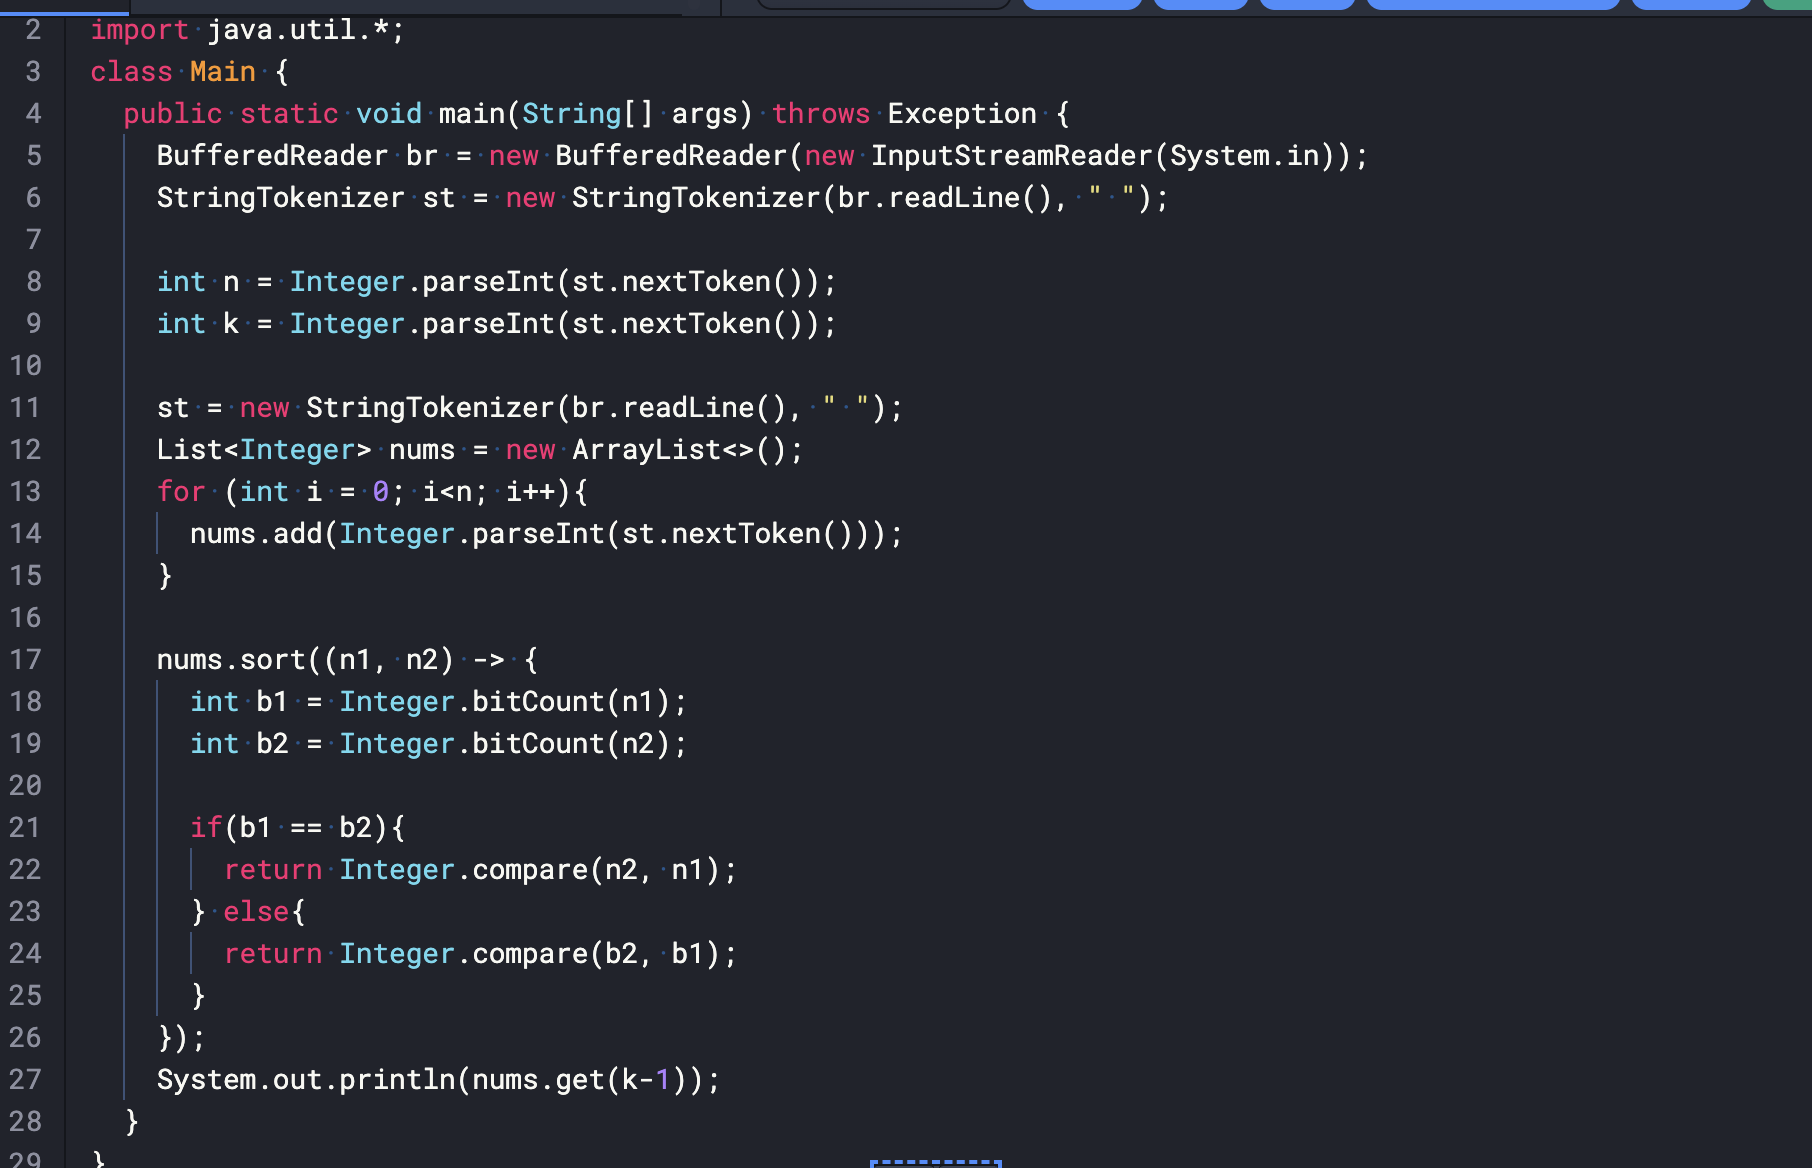 2 import java.util.*;
3 class Main {
4   public static void main(String[] args) throws Exception {
5     BufferedReader br = new BufferedReader(new InputStreamReader(System.in));
6     StringTokenizer st = new StringTokenizer(br.readLine(), " ");
7
8     int n = Integer.parseInt(st.nextToken());
9     int k = Integer.parseInt(st.nextToken());
10
11     st = new StringTokenizer(br.readLine(), " ");
12     List<Integer> nums = new ArrayList<>();
13     for (int i = 0; i<n; i++){
14       nums.add(Integer.parseInt(st.nextToken()));
15     }
16
17     nums.sort((n1, n2) -> {
18       int b1 = Integer.bitCount(n1);
19       int b2 = Integer.bitCount(n2);
20
21       if(b1 == b2){
22         return Integer.compare(n2, n1);
23       } else{
24         return Integer.compare(b2, b1);
25       }
26     });
27     System.out.println(nums.get(k-1));
28   }
29 }